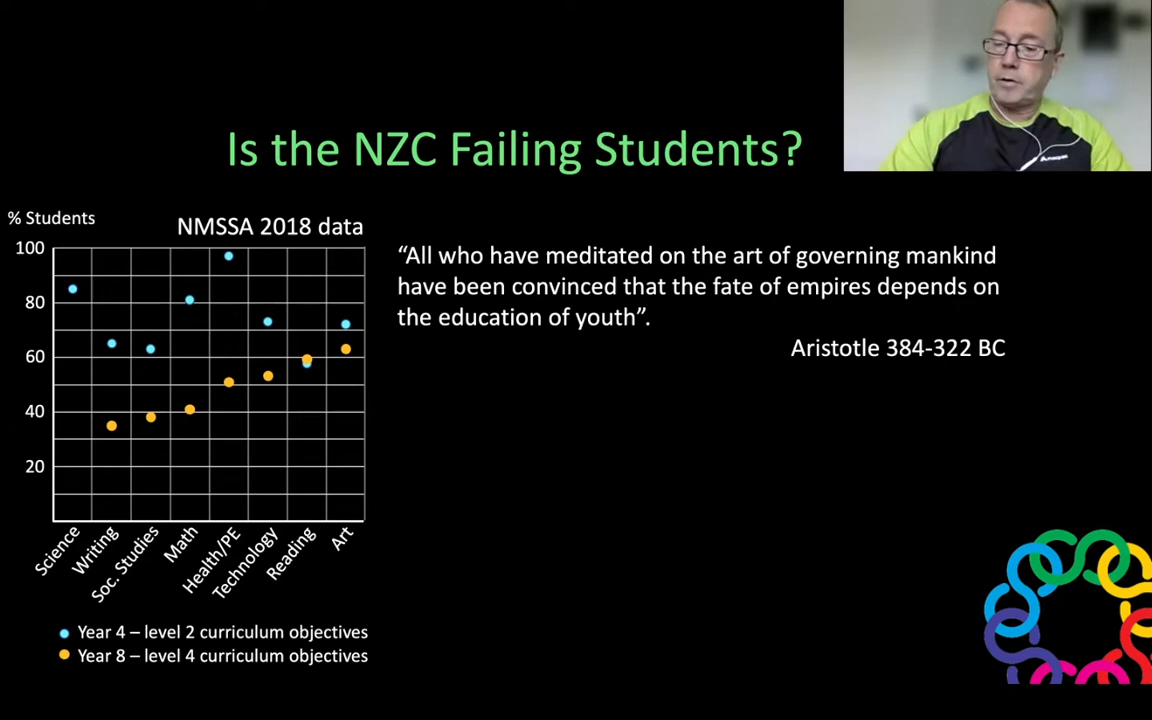 Is the NZC Failing Students?
% Students
NMSSA 2018 data
100
80
60
40
20
Science
Writing
Soc. Studies
Math
Health/PE
Technology
Reading
Art
Year 4 – level 2 curriculum objectives
Year 8 – level 4 curriculum objectives
“All who have meditated on the art of governing mankind
have been convinced that the fate of empires depends on
the education of youth”.
Aristotle 384-322 BC